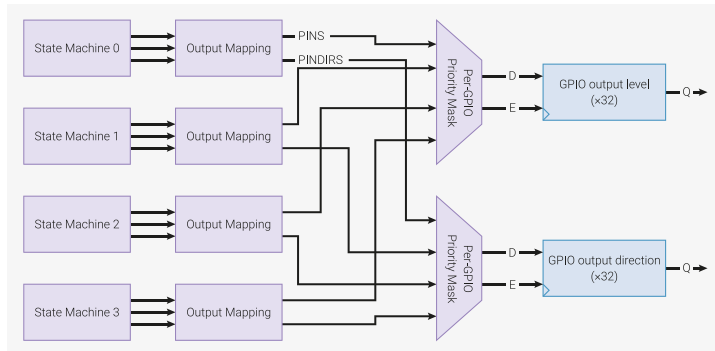 State Machine 0
Output Mapping
PINS
PINDIRS
Per-GPIO
Priority Mask
D
E
GPIO output level
(×32)
Q
State Machine 1
Output Mapping
State Machine 2
Output Mapping
Per-GPIO
Priority Mask
D
E
GPIO output direction
(×32)
Q
State Machine 3
Output Mapping